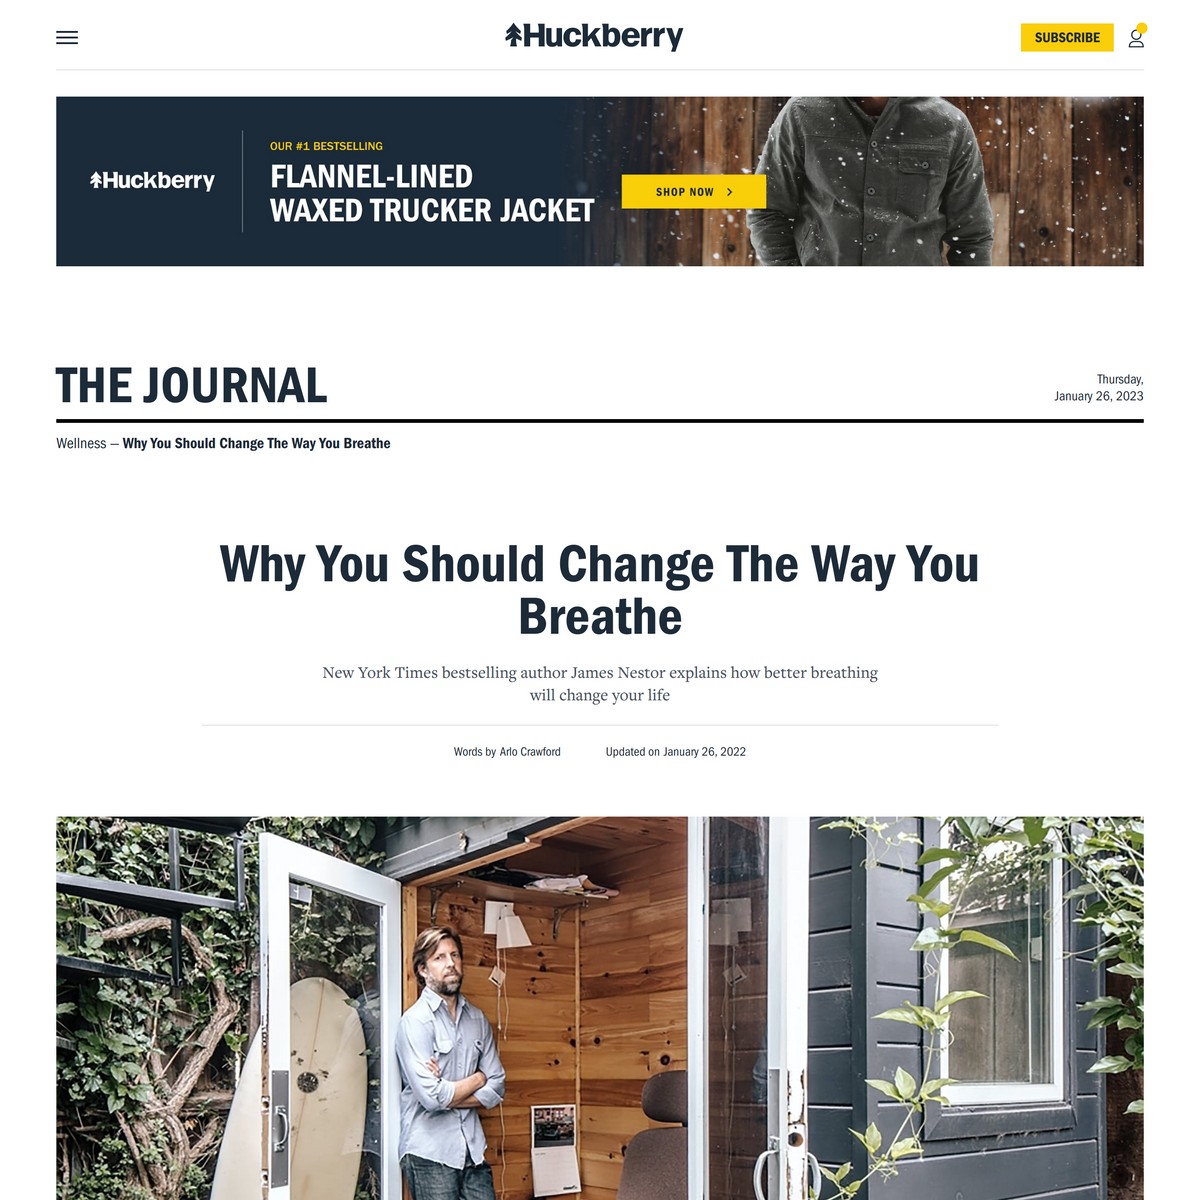 Huckberry
SUBSCRIBE
Huckberry
OUR #1 BESTSELLING
FLANNEL-LINED
WAXED TRUCKER JACKET
SHOP NOW
THE JOURNAL
Thursday,
January 26, 2023
Wellness — Why You Should Change The Way You Breathe
Why You Should Change The Way You
Breathe
New York Times bestselling author James Nestor explains how better breathing
will change your life
Words by Arlo Crawford
Updated on January 26, 2022